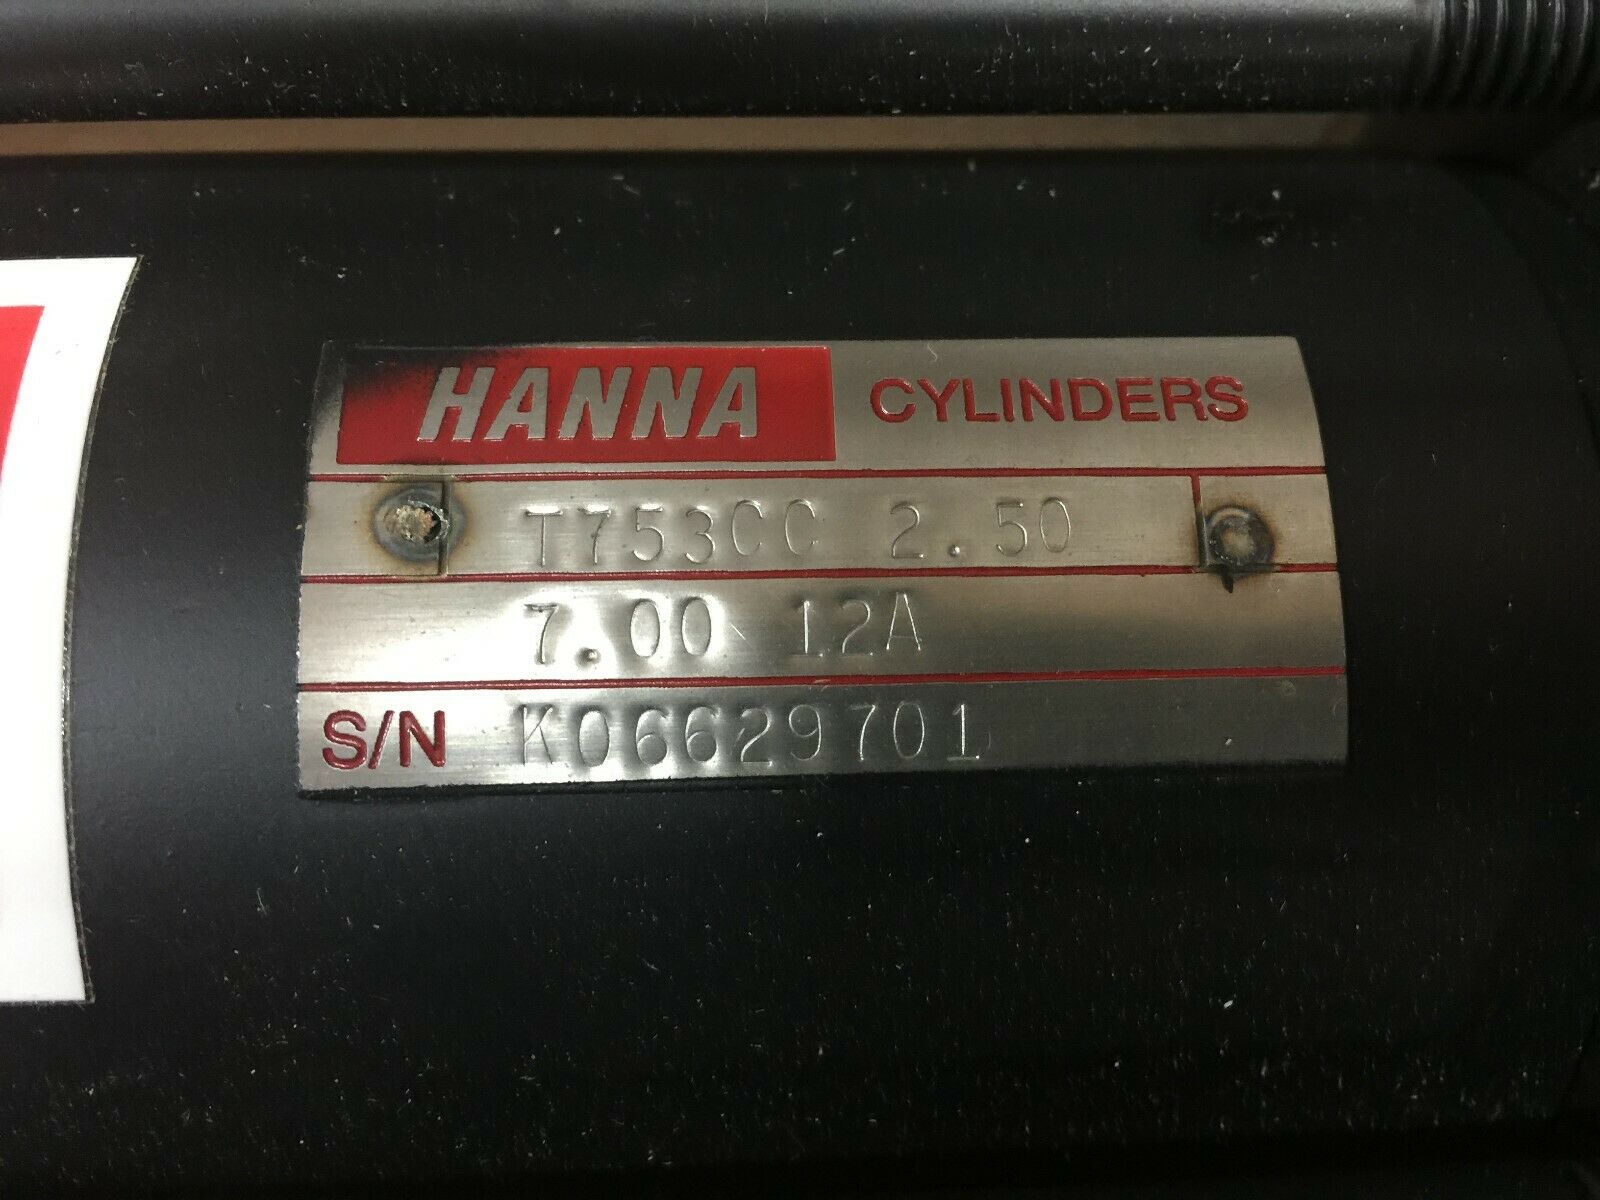 HANNA CYLINDERS
T753CC 2.50
7.00 12A
S/N K06629701